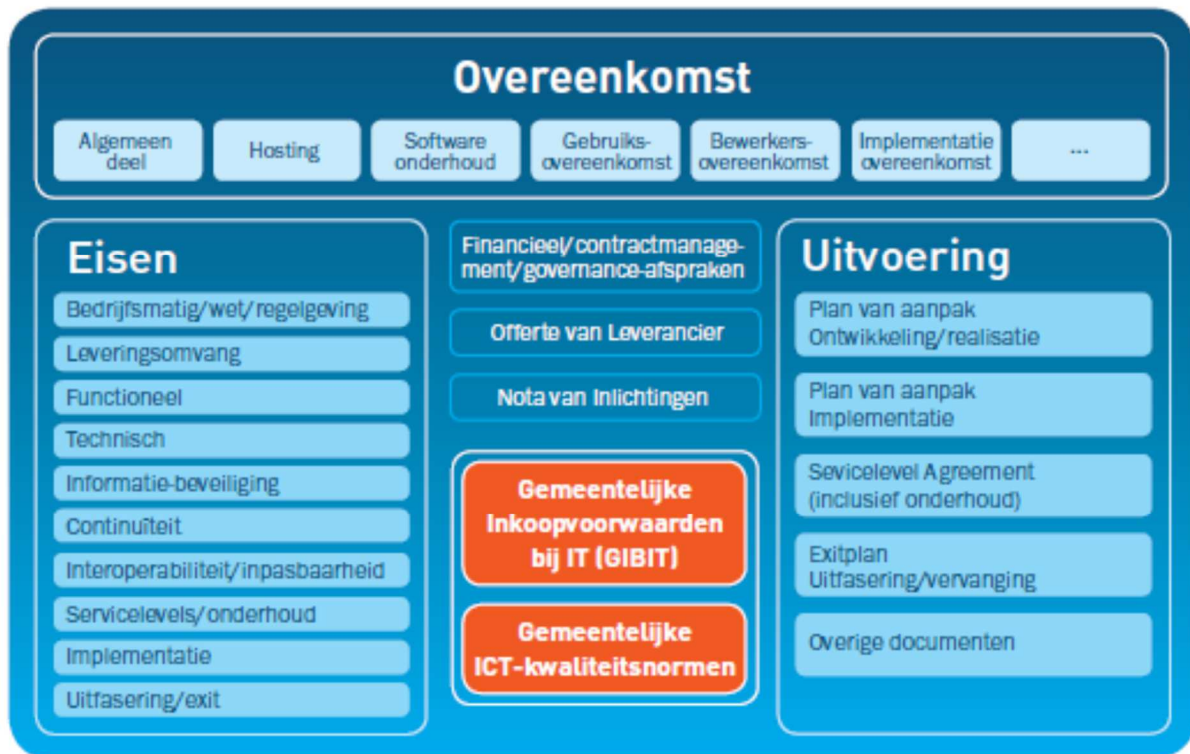 Overeenkomst
Algemeen
deel
Hosting
Software
onderhoud
Gebruiks-
overeenkomst
Bewerkers-
overeenkomst
Implementatie
overeenkomst
...
Eisen
Bedrijfsmatig/wet/regelgeving
Leveringsomvang
Functioneel
Technisch
Informatie-beveiliging
Continuïteit
Interoperabiliteit/inpasbaarheid
Servicelevels/onderhoud
Implementatie
Uitfasering/exit
Financieel/contractmanage-
ment/governance-afspraken
Offerte van Leverancier
Nota van Inlichtingen
Gemeentelijke
Inkoopvoorwaarden
bij IT (GIBIT)
Gemeentelijke
ICT-kwaliteitsnormen
Uitvoering
Plan van aanpak
Ontwikkeling/realisatie
Plan van aanpak
Implementatie
Sevicelevel Agreement
(inclusief onderhoud)
Exitplan
Uitfasering/vervanging
Overige documenten